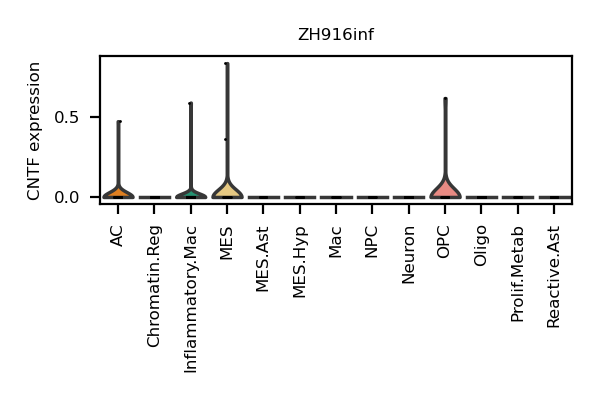 ZH916inf
CNTF expression
0.5
0.0
AC
Chromatin.Reg
Inflammatory.Mac
MES
MES.Ast
MES.Hyp
Mac
NPC
Neuron
OPC
Oligo
Prolif.Metab
Reactive.Ast